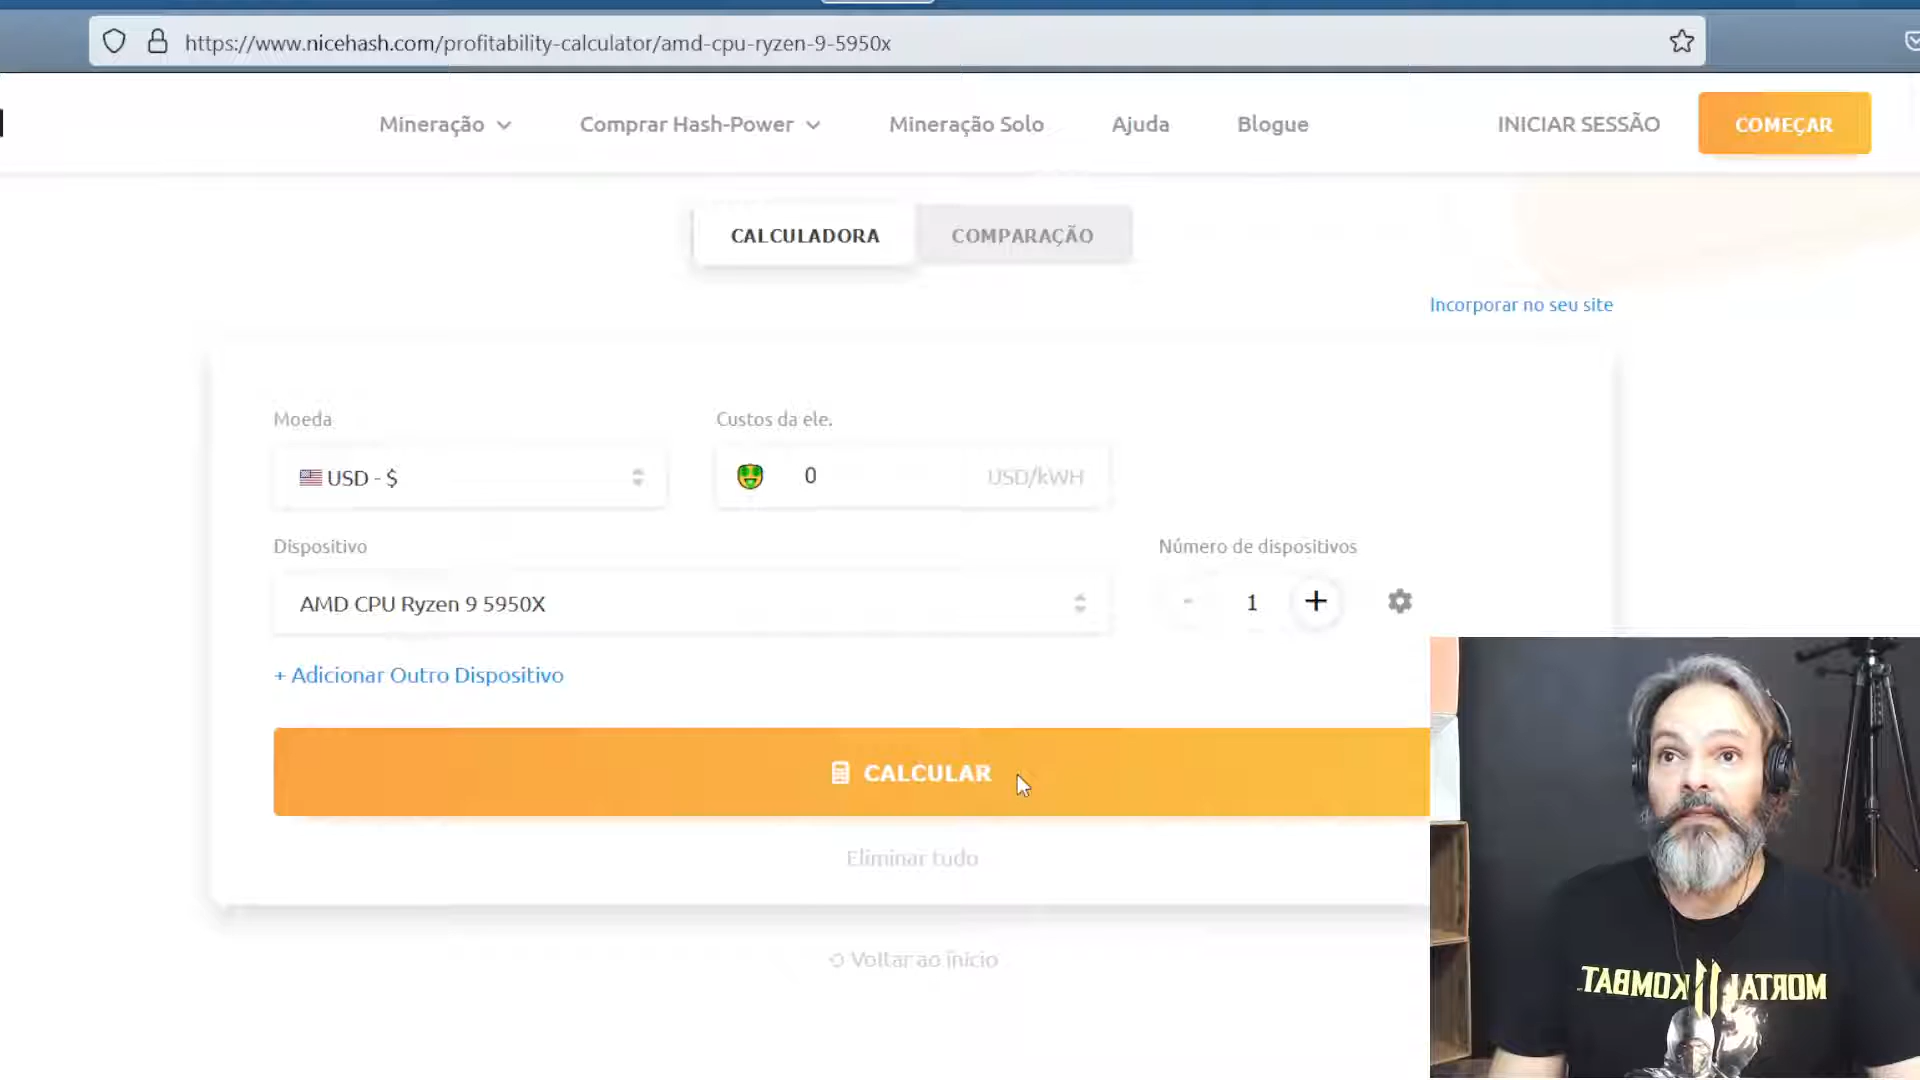 https://www.nicehash.com/profitability-calculator/amd-cpu-ryzen-9-5950x
Mineração
Comprar Hash-Power
Mineração Solo
Ajuda
Blogue
INICIAR SESSÃO
COMEÇAR
CALCULADORA
COMPARAÇÃO
Incorporar no seu site
Moeda
Custos da ele.
USD - $
0
USD/kWH
Dispositivo
Número de dispositivos
AMD CPU Ryzen 9 5950X
- 1 +
+ Adicionar Outro Dispositivo
CALCULAR
Eliminar tudo
Voltar ao início
MORTAL KOMBAT